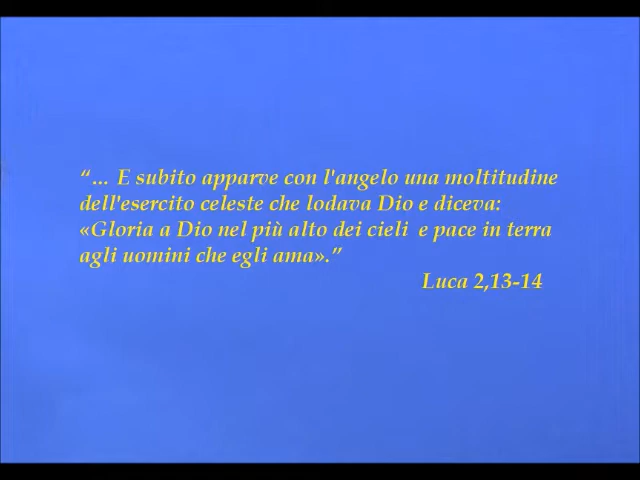 “... E subito apparve con l'angelo una moltitudine
dell'esercito celeste che lodava Dio e diceva:
«Gloria a Dio nel più alto dei cieli  e pace in terra
agli uomini che egli ama».”
Luca 2,13-14